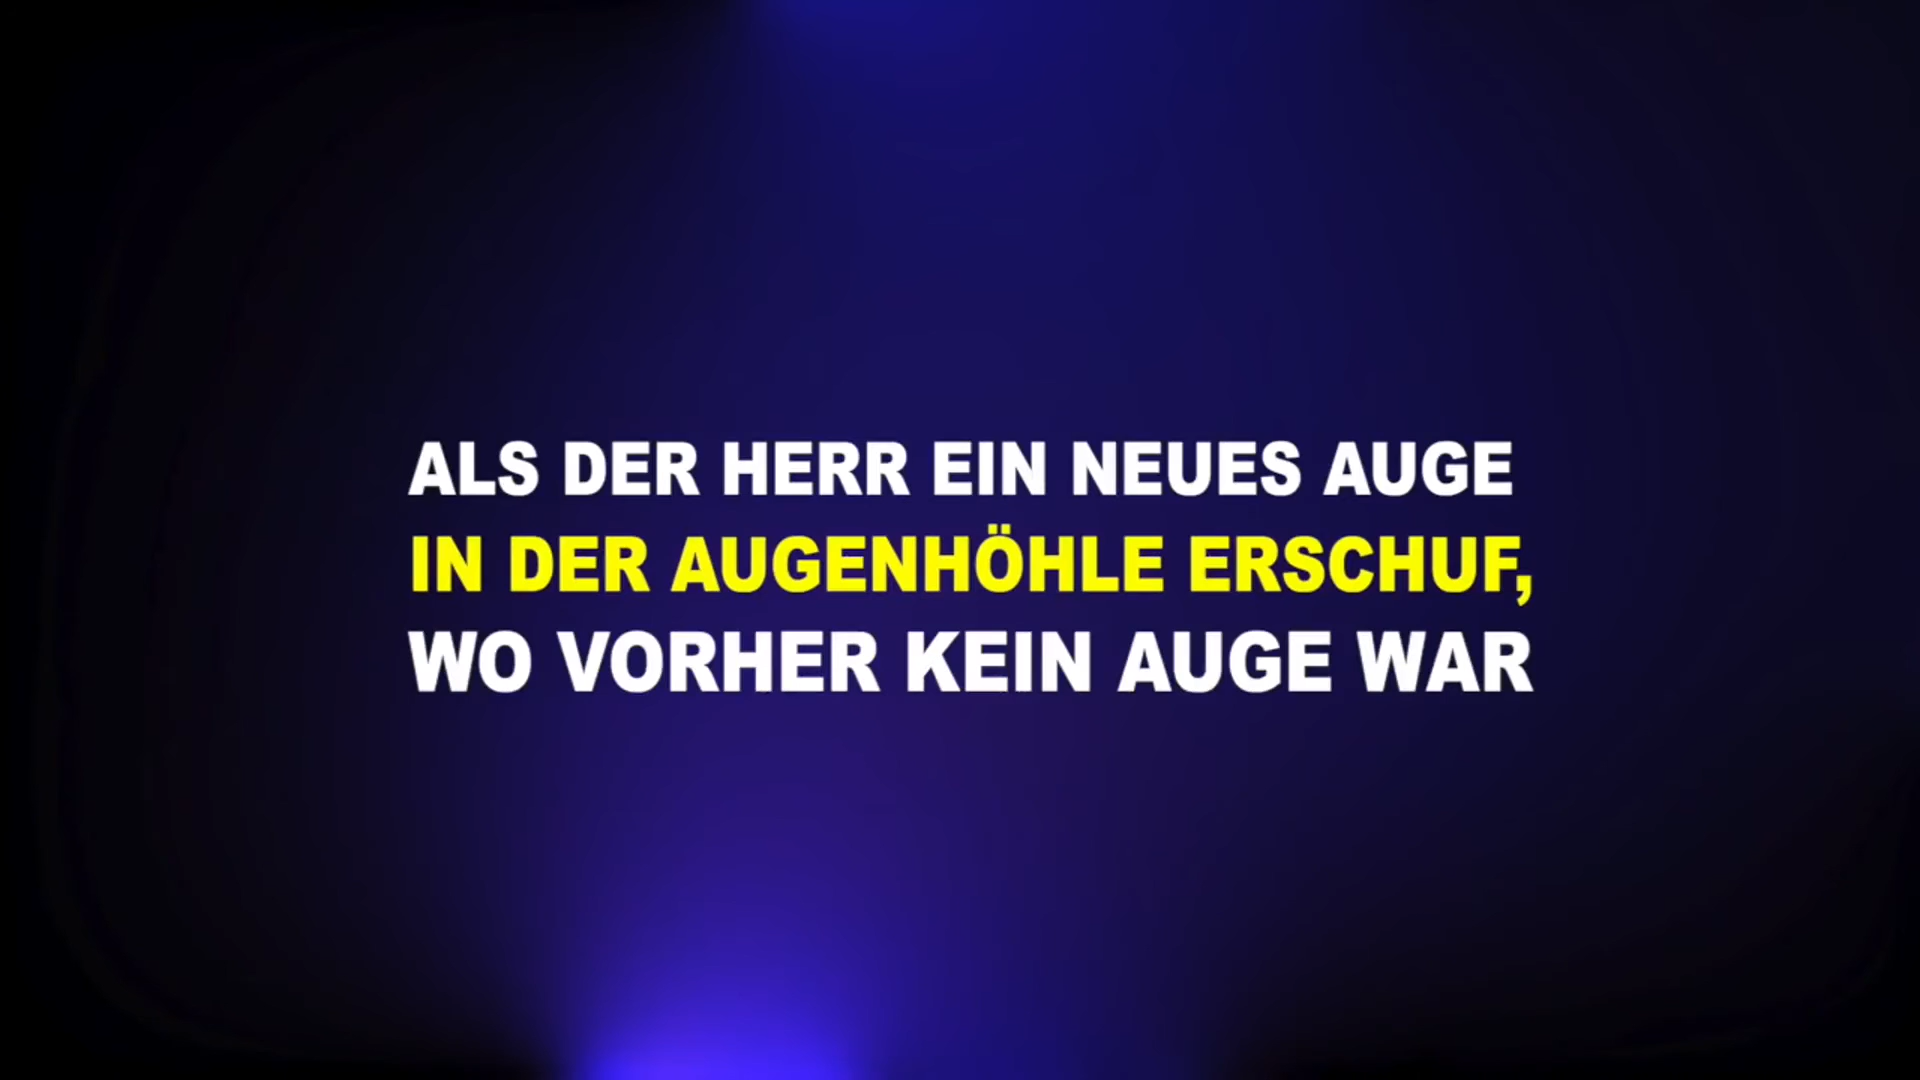 ALS DER HERR EIN NEUES AUGE
IN DER AUGENHÖHLE ERSCHUF,
WO VORHER KEIN AUGE WAR